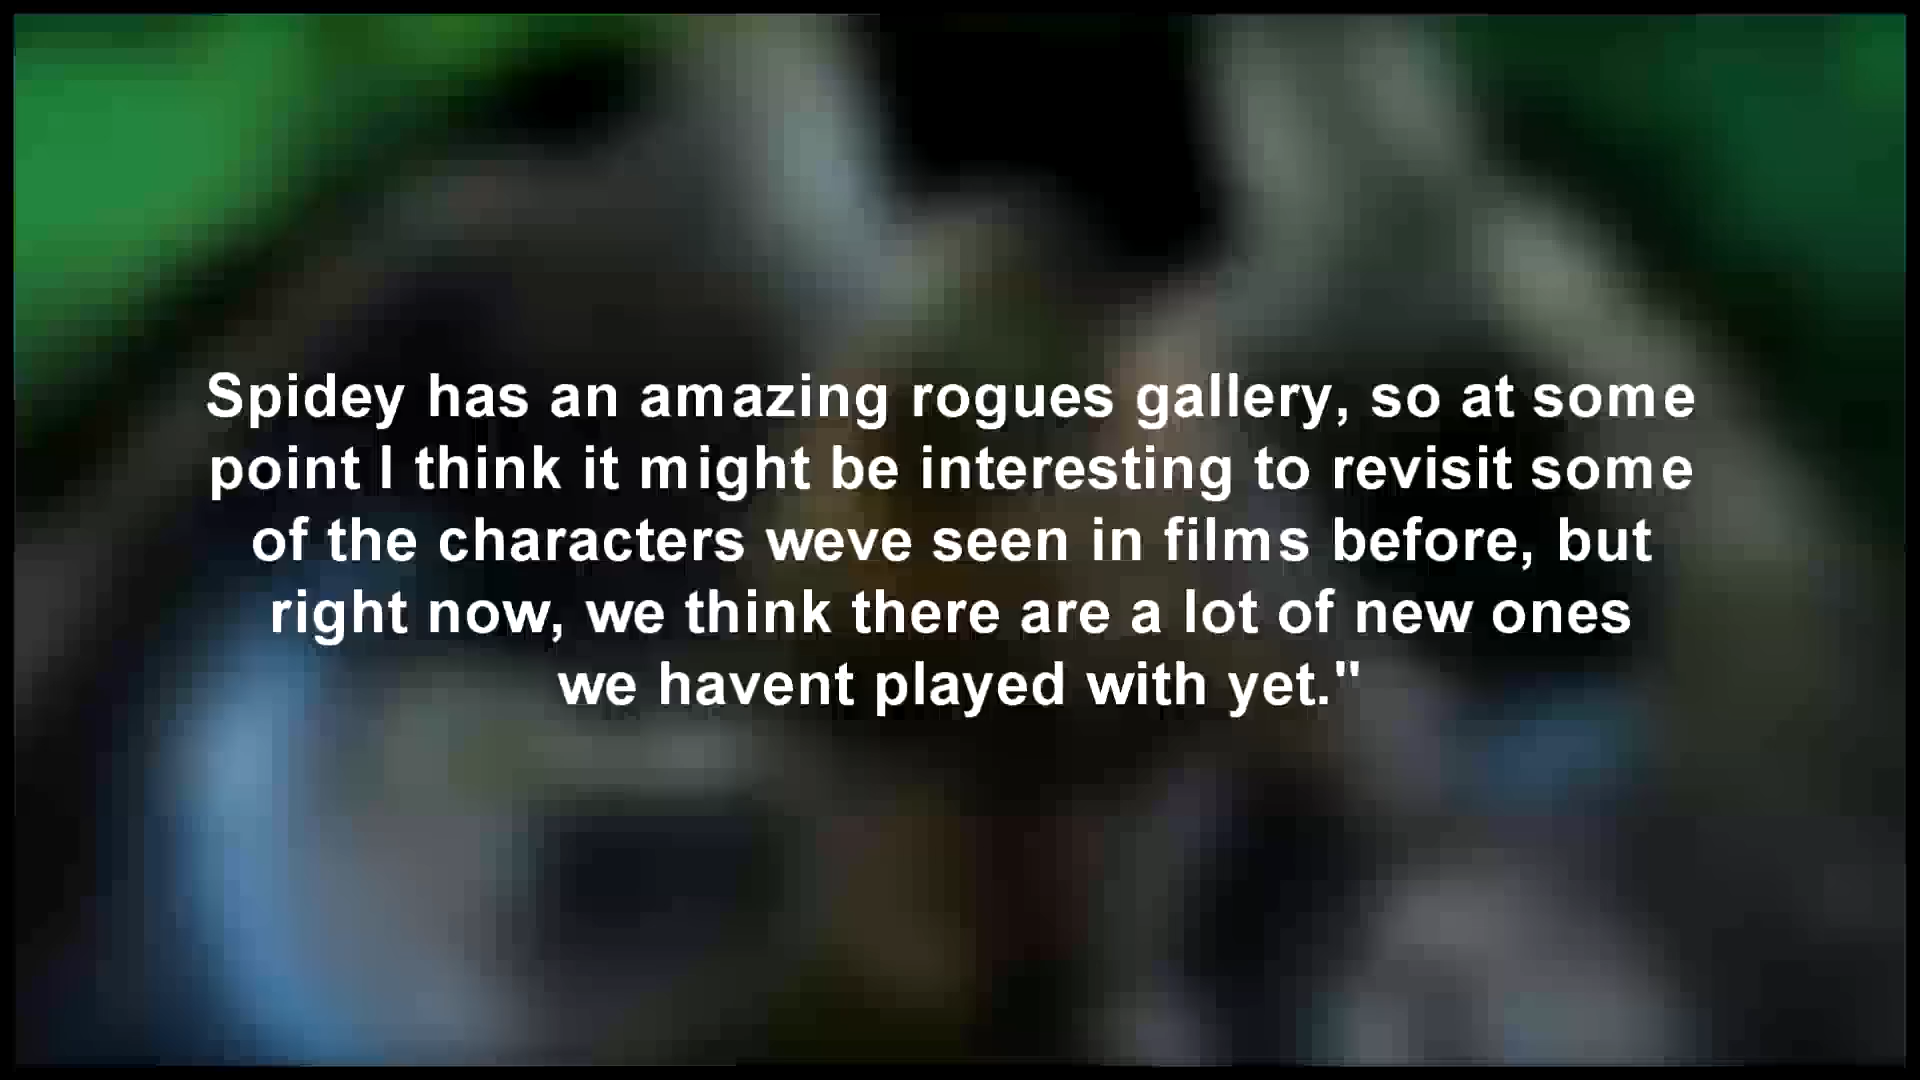 Spidey has an amazing rogues gallery, so at some
point I think it might be interesting to revisit some
of the characters weve seen in films before, but
right now, we think there are a lot of new ones
we havent played with yet."